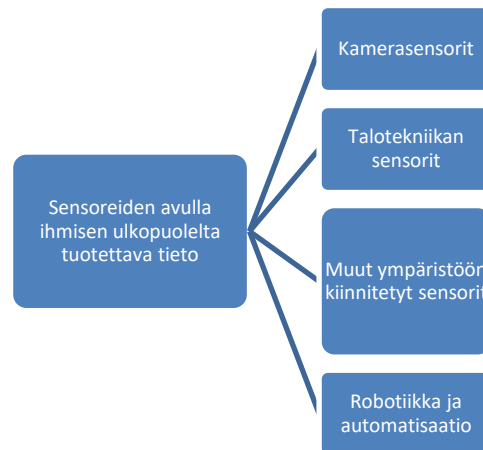 Kamerasensorit
Talotekniikan
sensorit
Sensoreiden avulla
ihmisen ulkopuolelta
tuotettava tieto
Muut ympäristöön
kiinnitetyt sensorit
Robotiikka ja
automatisaatio